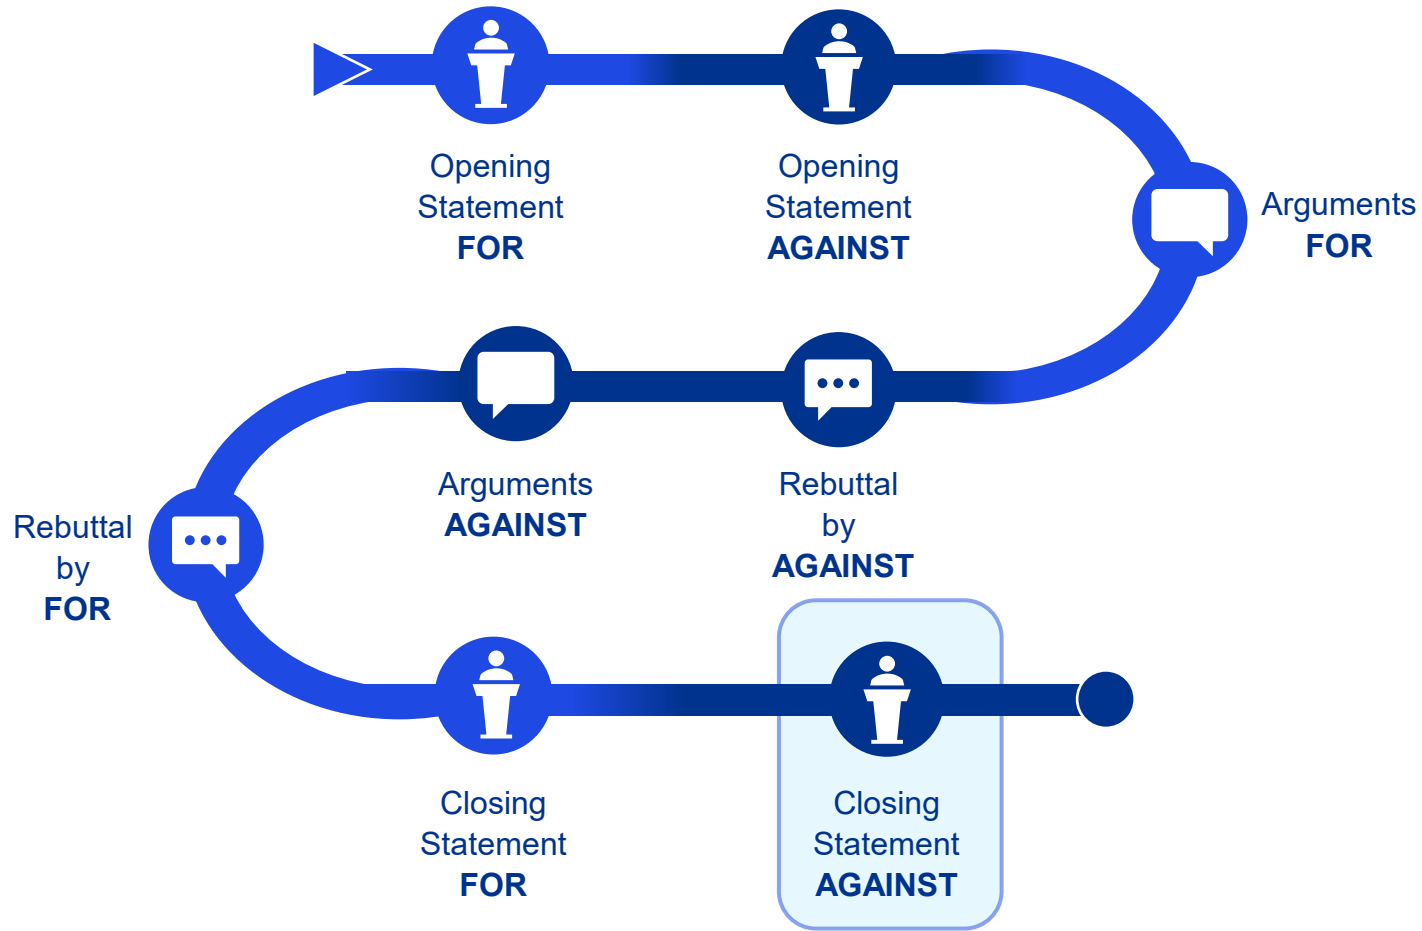 Opening
Statement
FOR
Opening
Statement
AGAINST
Arguments
FOR
Rebuttal
by
AGAINST
Arguments
AGAINST
Rebuttal
by
FOR
Closing
Statement
FOR
Closing
Statement
AGAINST